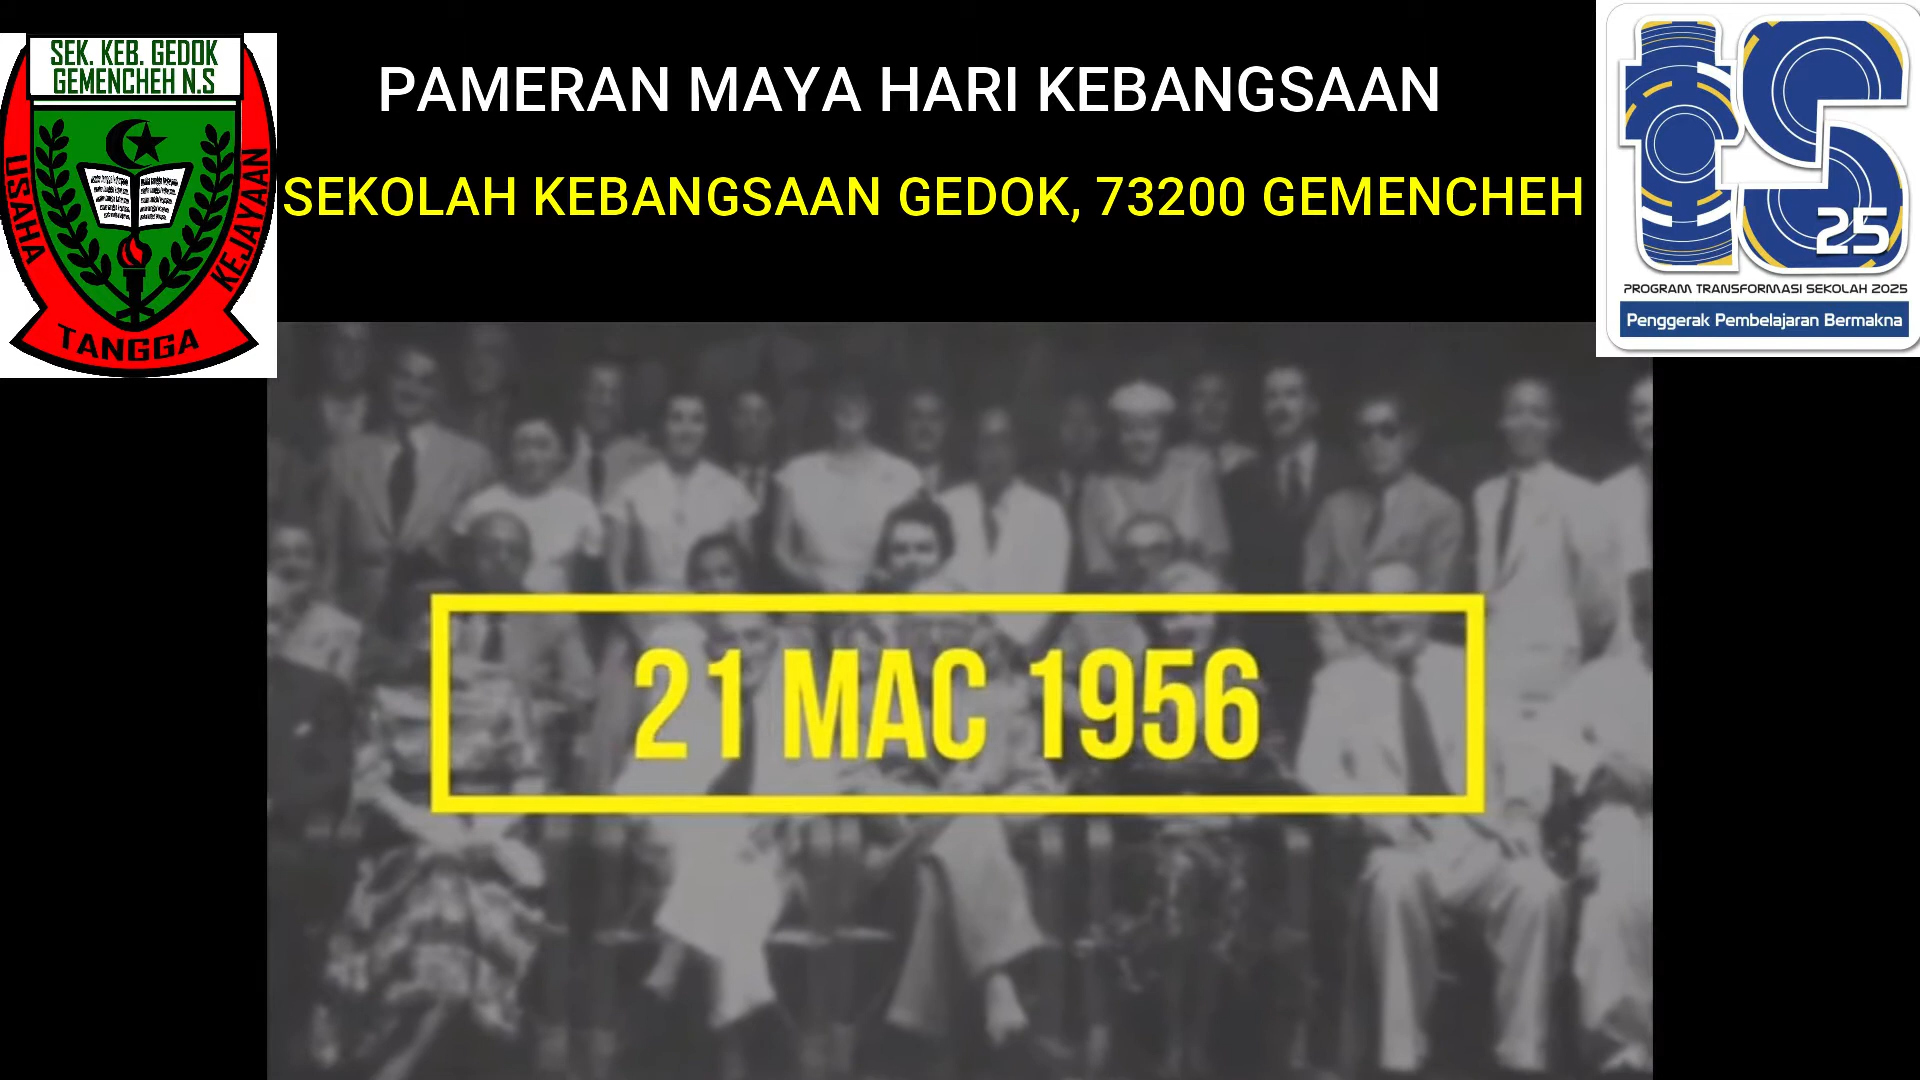 SEK. KEB. GEDOK
GEMENCHEH N.S
USAHA
TANGGA
KEJAYAAN
PAMERAN MAYA HARI KEBANGSAAN
SEKOLAH KEBANGSAAN GEDOK, 73200 GEMENCHEH
tS
25
PROGRAM TRANSFORMASI SEKOLAH 2025
Penggerak Pembelajaran Bermakna
21 MAC 1956